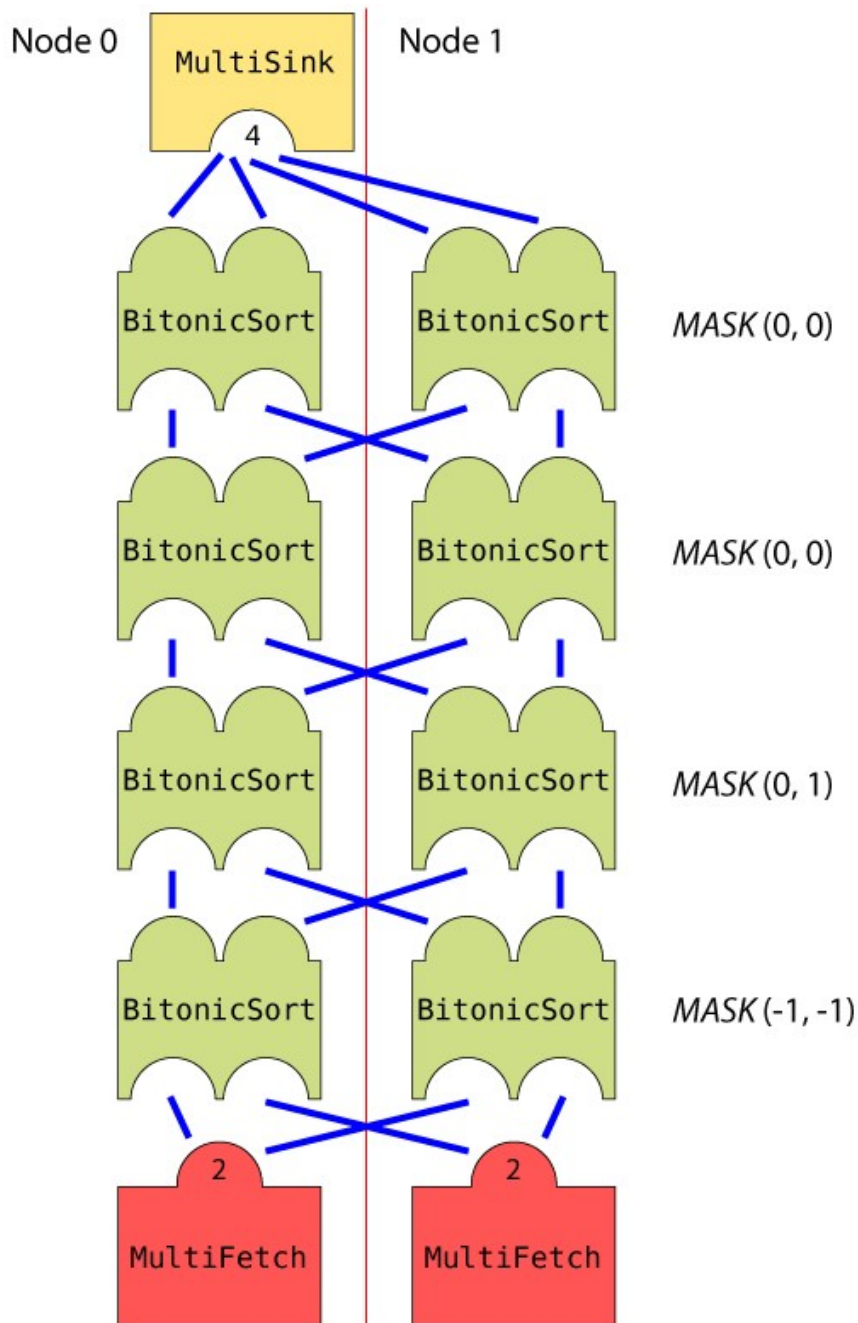 Node 0
MultiSink
Node 1
4
BitonicSort
BitonicSort
MASK (0, 0)
BitonicSort
BitonicSort
MASK (0, 0)
BitonicSort
BitonicSort
MASK (0, 1)
BitonicSort
BitonicSort
MASK (-1, -1)
2
2
MultiFetch
MultiFetch